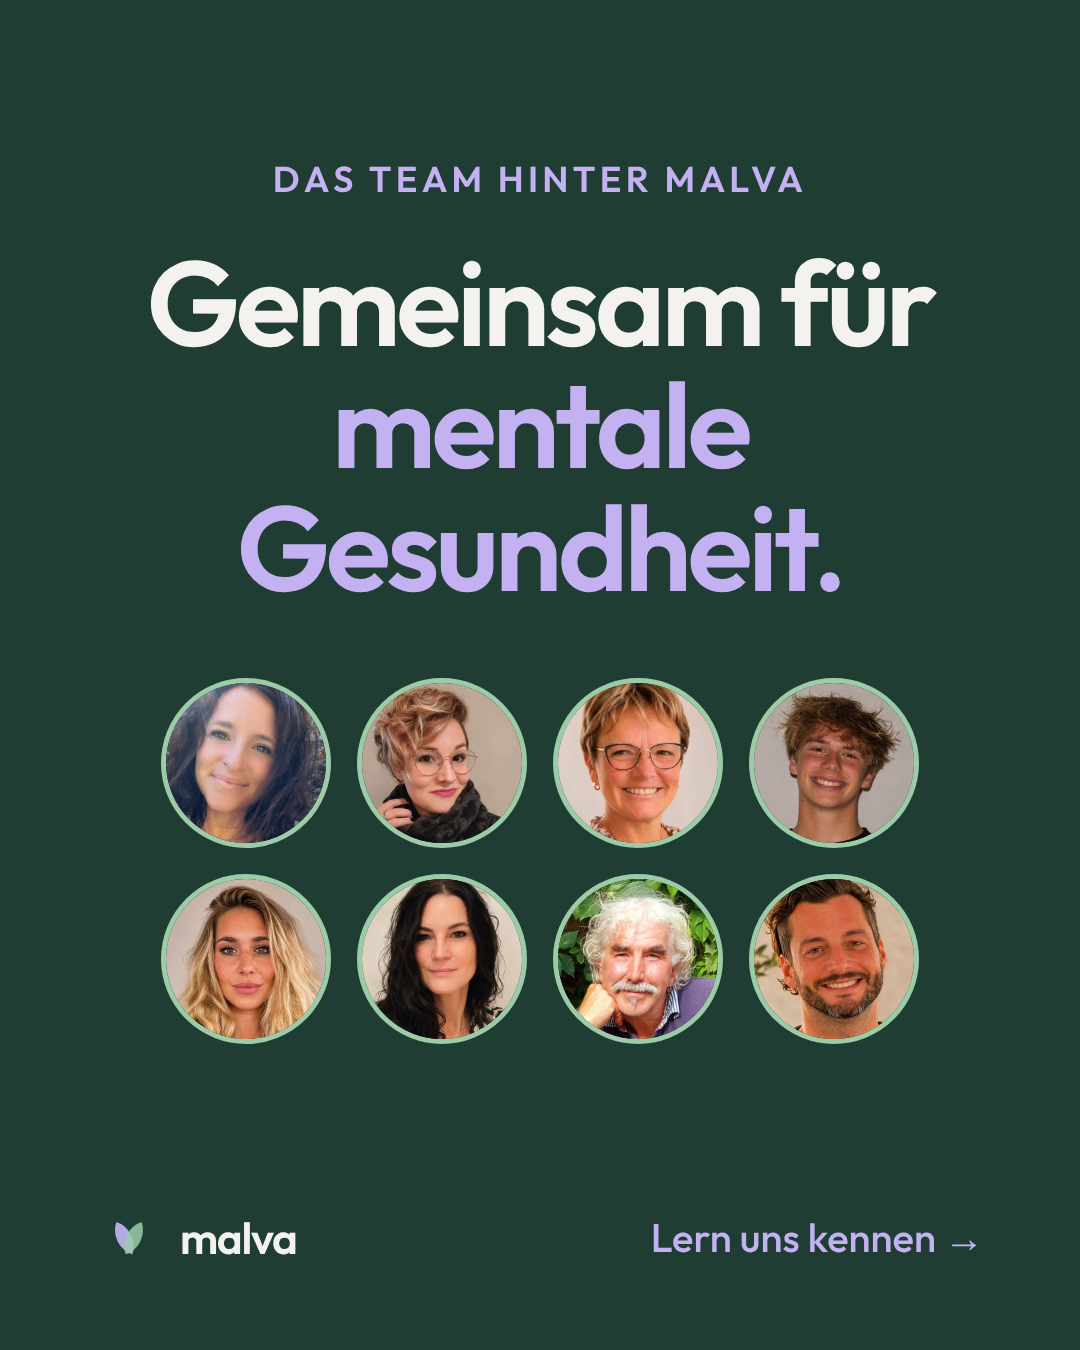 DAS TEAM HINTER MALVA
Gemeinsam für
mentale
Gesundheit.
malva
Lern uns kennen →